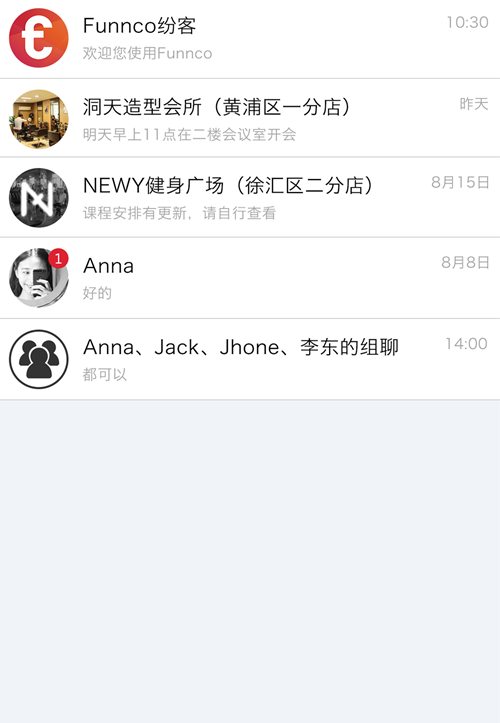 Funnco纷客
10:30
欢迎您使用Funnco
洞天造型会所（黄浦区一分店）
昨天
明天早上11点在二楼会议室开会
NEWY健身广场（徐汇区二分店）
8月15日
课程安排有更新，请自行查看
1
Anna
8月8日
好的
Anna、Jack、Jhone、李东的组聊
14:00
都可以